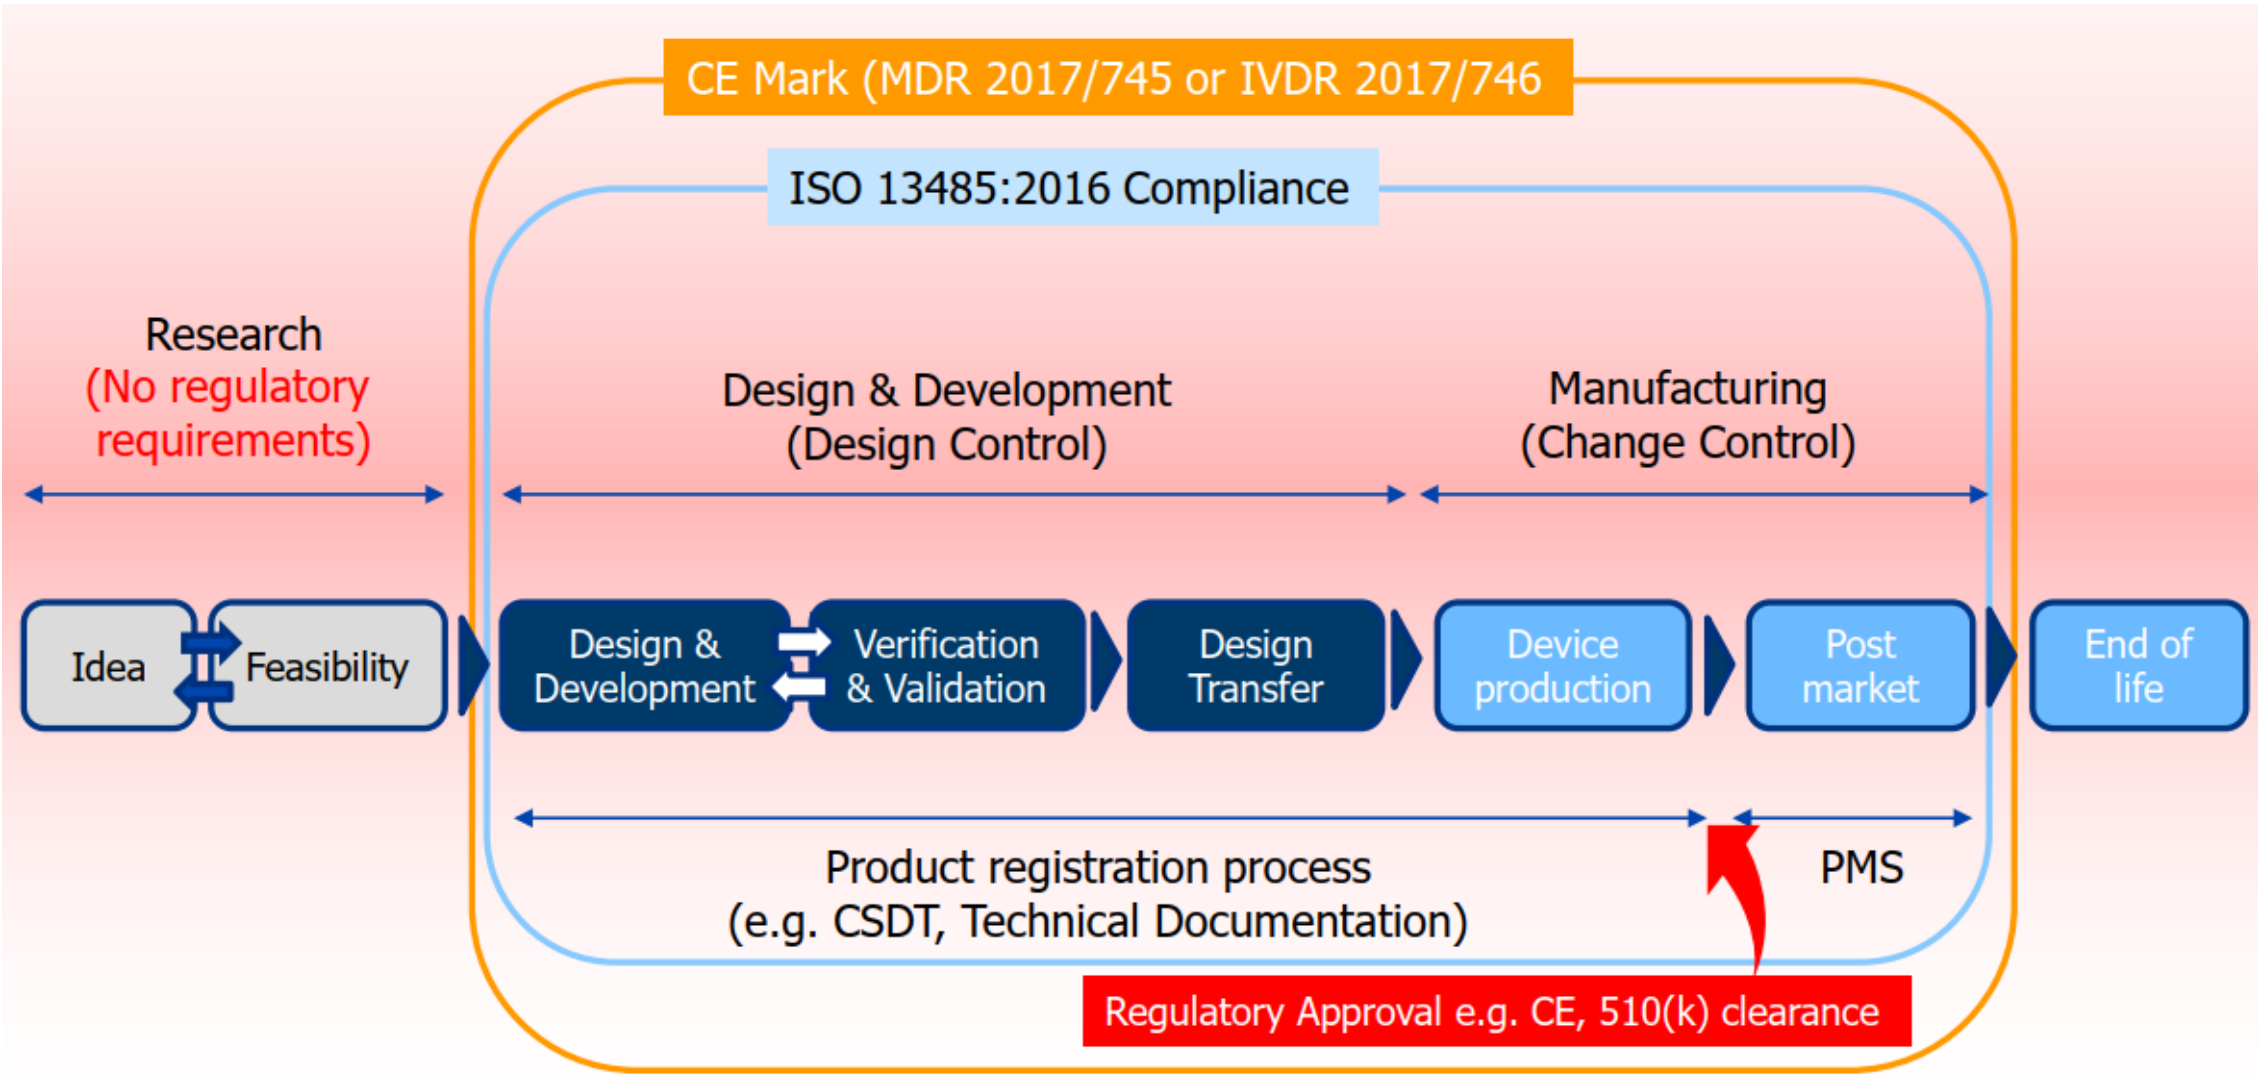 CE Mark (MDR 2017/745 or IVDR 2017/746
ISO 13485:2016 Compliance
Research
(No regulatory
requirements)
Design & Development
(Design Control)
Manufacturing
(Change Control)
Idea
Feasibility
Design &
Development
Verification
& Validation
Design
Transfer
Device
production
Post
market
End of
life
Product registration process
(e.g. CSDT, Technical Documentation)
PMS
Regulatory Approval e.g. CE, 510(k) clearance